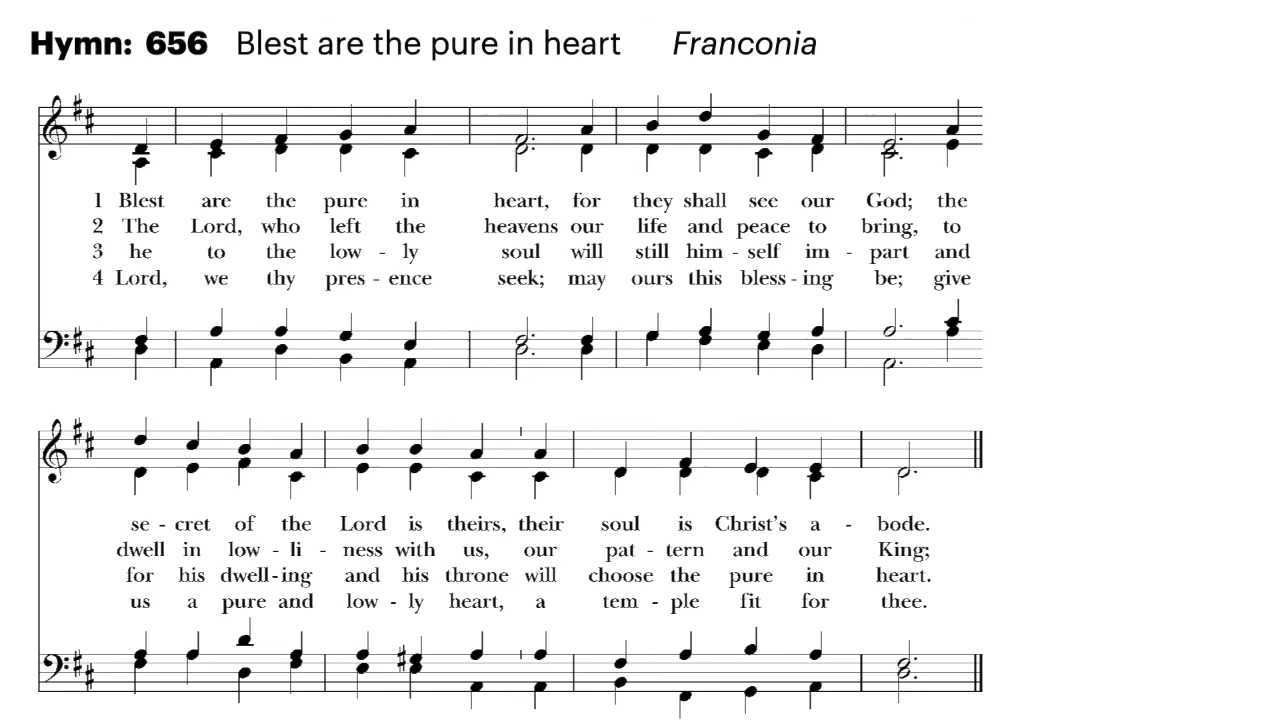 Hymn: 656 Blest are the pure in heart Franconia
1 Blest are the pure in heart, for they shall see our God; the
2 The Lord, who left the heavens our life and peace to bring, to
3 he to the low - ly soul will still him - self im - part and
4 Lord, we thy pres - ence seek; may ours this bless - ing be; give
se - cret of the Lord is theirs, their soul is Christ's a - bode.
dwell in low - li - ness with us, our pat - tern and our King;
for his dwell - ing and his throne will choose the pure in heart.
us a pure and low - ly heart, a tem - ple fit for thee.